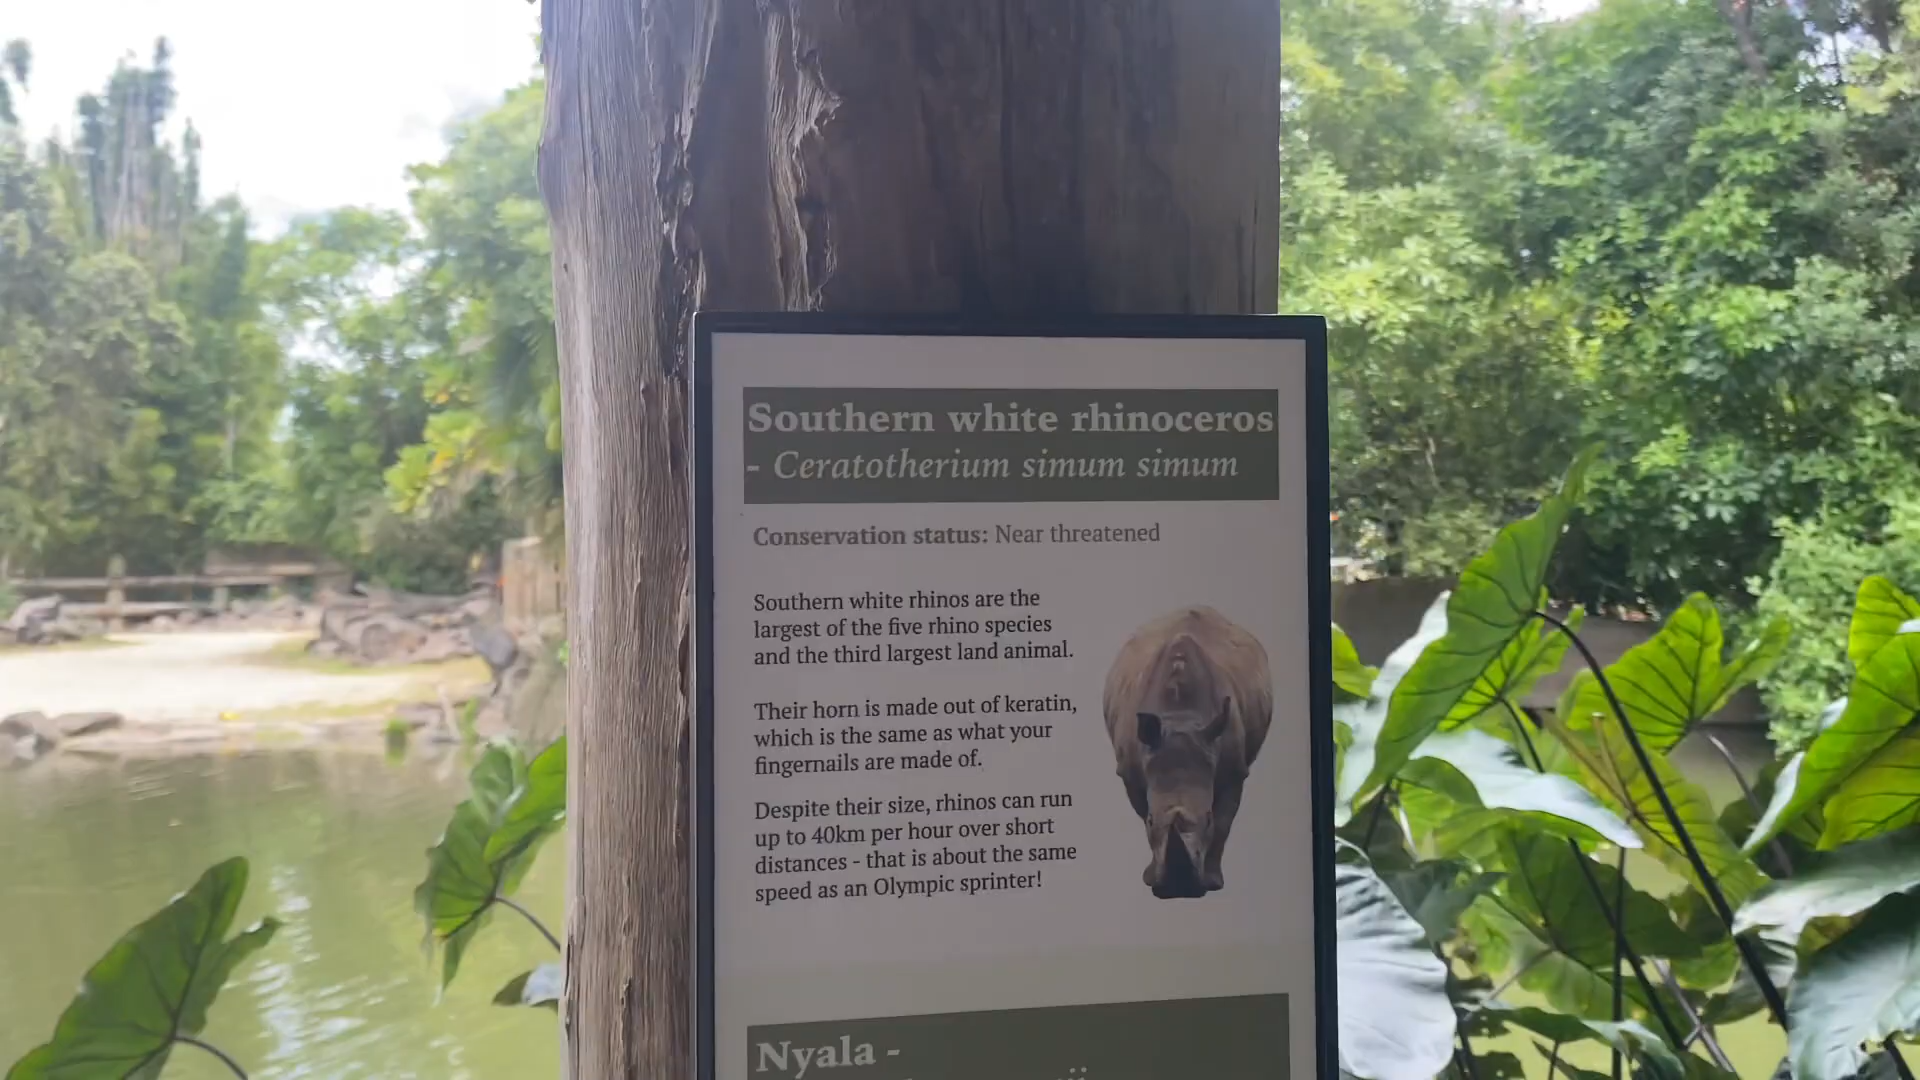 Southern white rhinoceros
- Ceratotherium simum simum
Conservation status: Near threatened
Southern white rhinos are the
largest of the five rhino species
and the third largest land animal.
Their horn is made out of keratin,
which is the same as what your
fingernails are made of.
Despite their size, rhinos can run
up to 40km per hour over short
distances - that is about the same
speed as an Olympic sprinter!
Nyala -